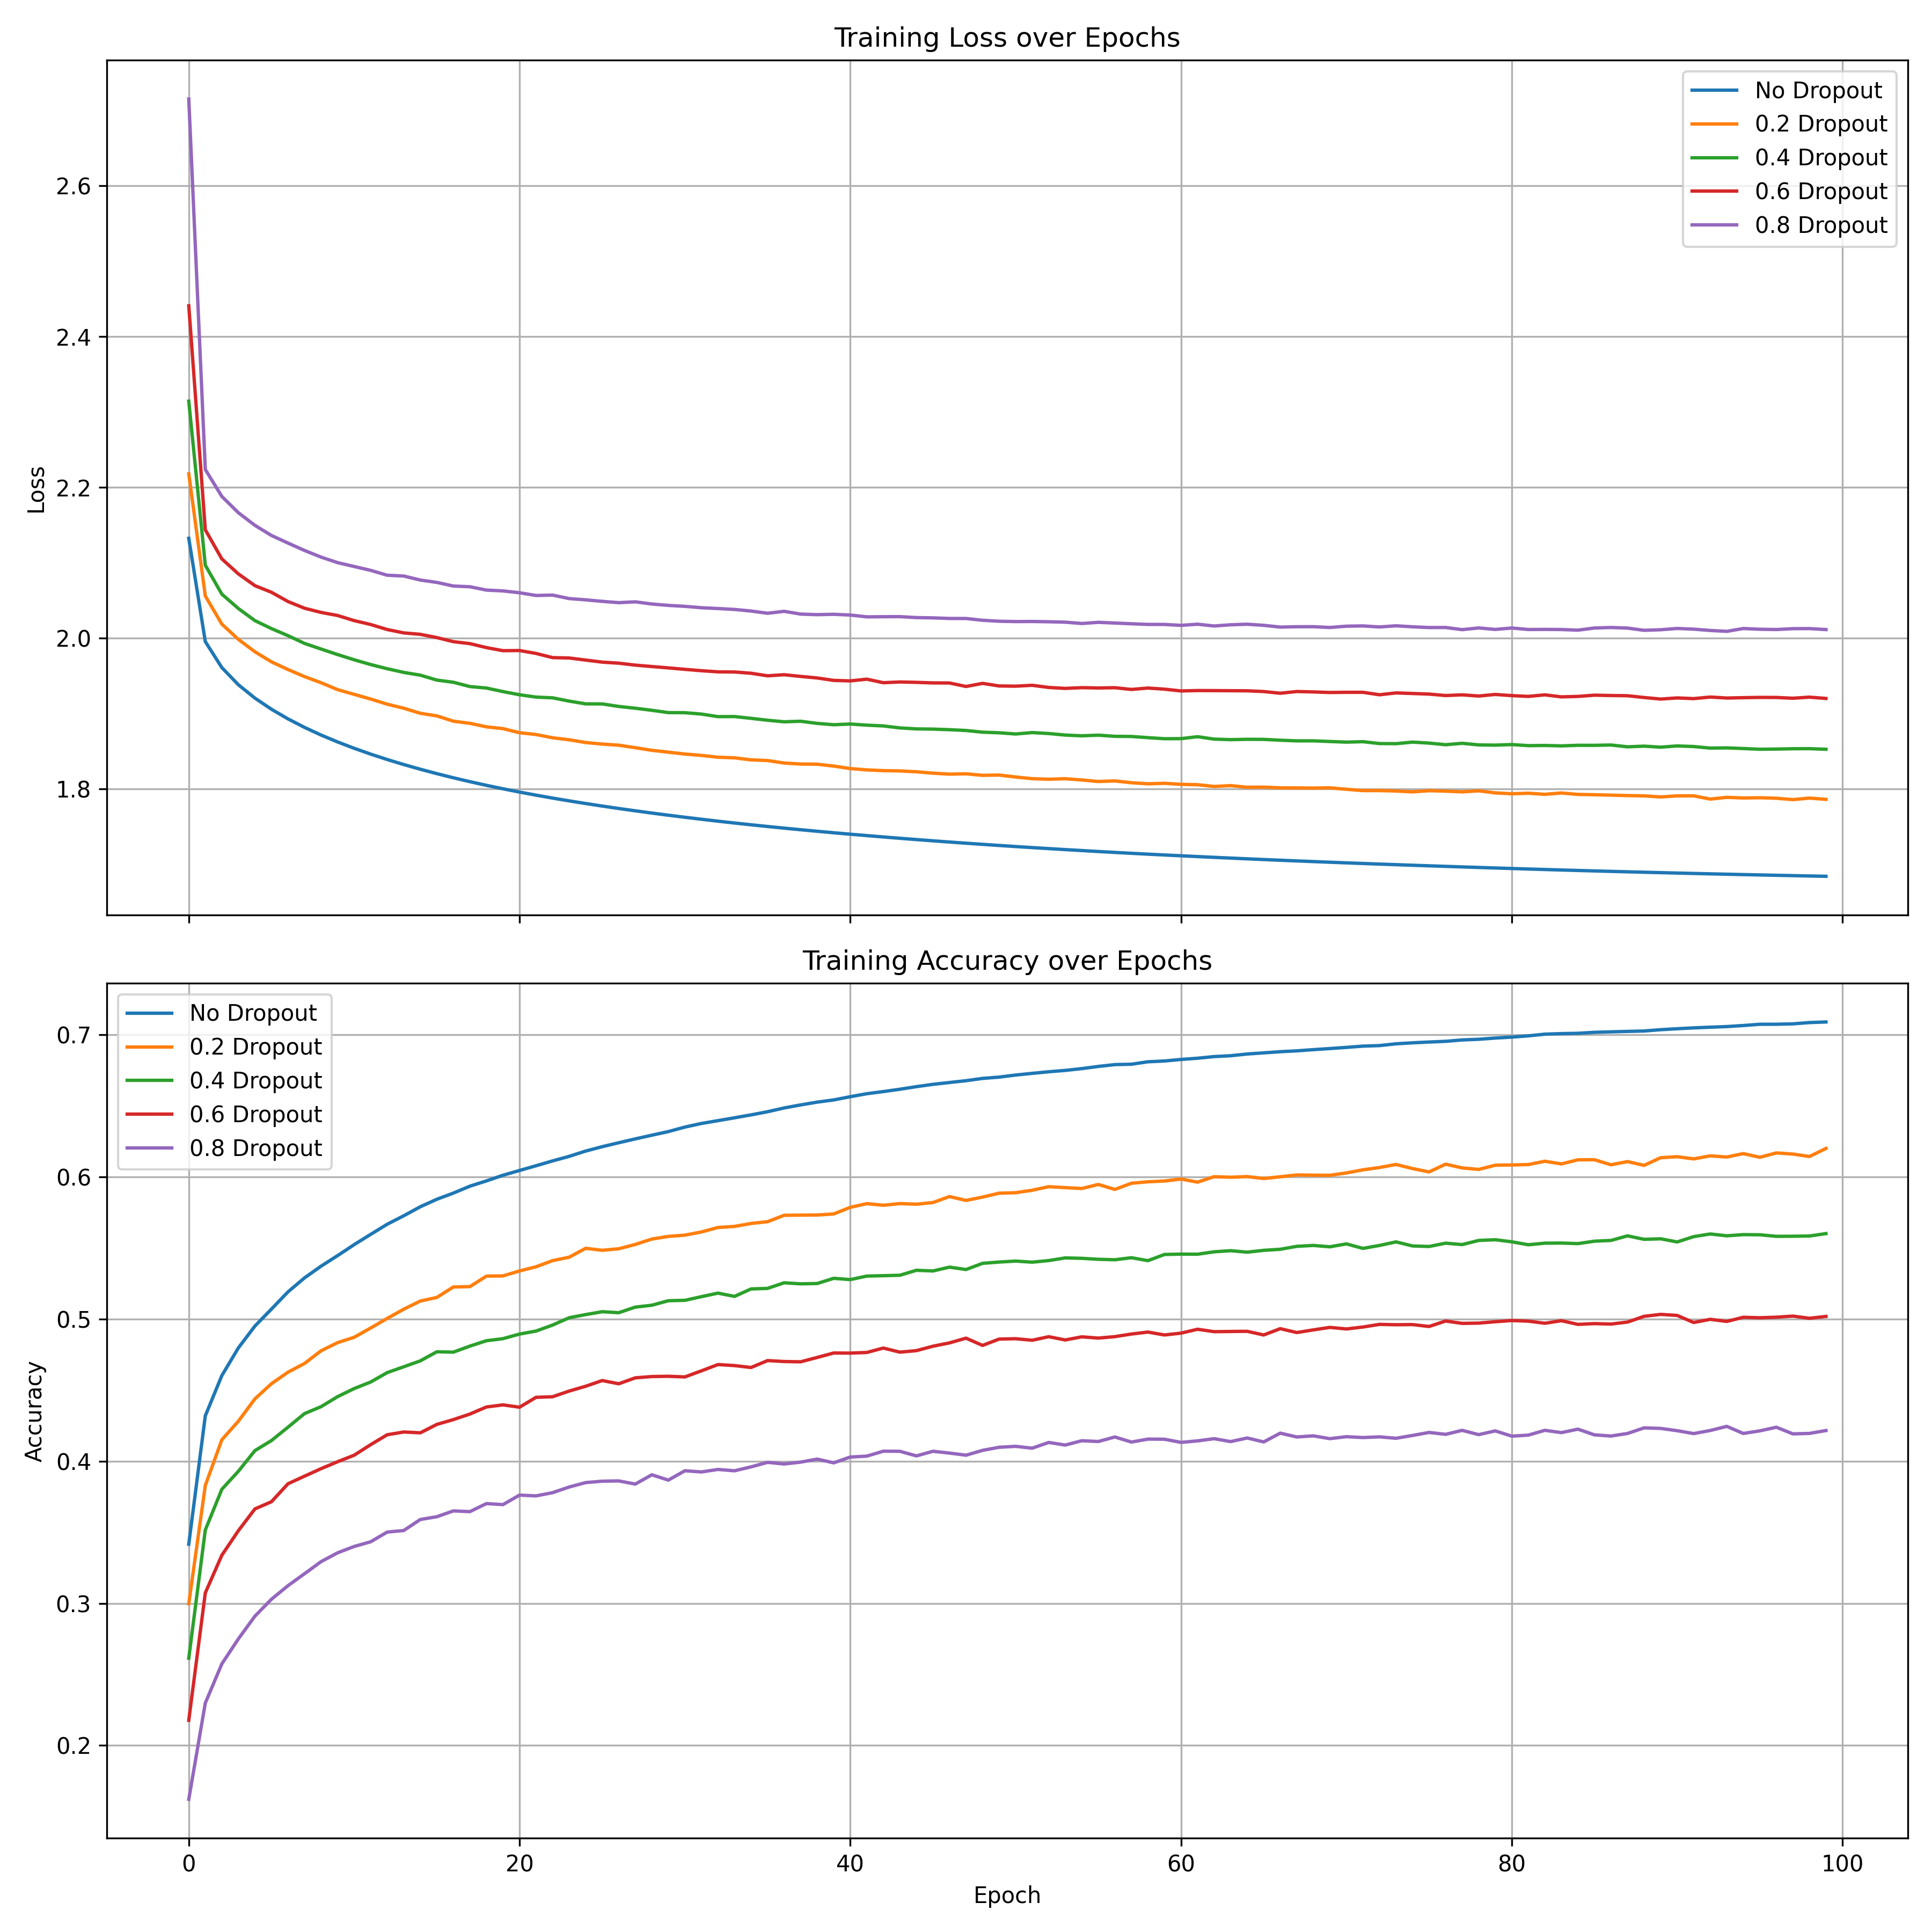 Training Loss over Epochs
Loss
2.6
2.4
2.2
2.0
1.8
No Dropout
0.2 Dropout
0.4 Dropout
0.6 Dropout
0.8 Dropout
Training Accuracy over Epochs
Accuracy
0.7
0.6
0.5
0.4
0.3
0.2
No Dropout
0.2 Dropout
0.4 Dropout
0.6 Dropout
0.8 Dropout
0 20 40 60 80 100
Epoch